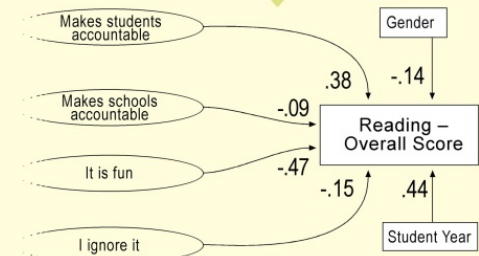 Makes students
accountable
Gender
.38
-.14
Makes schools
accountable
-.09
Reading –
Overall Score
It is fun
-.47
-.15
.44
I ignore it
Student Year